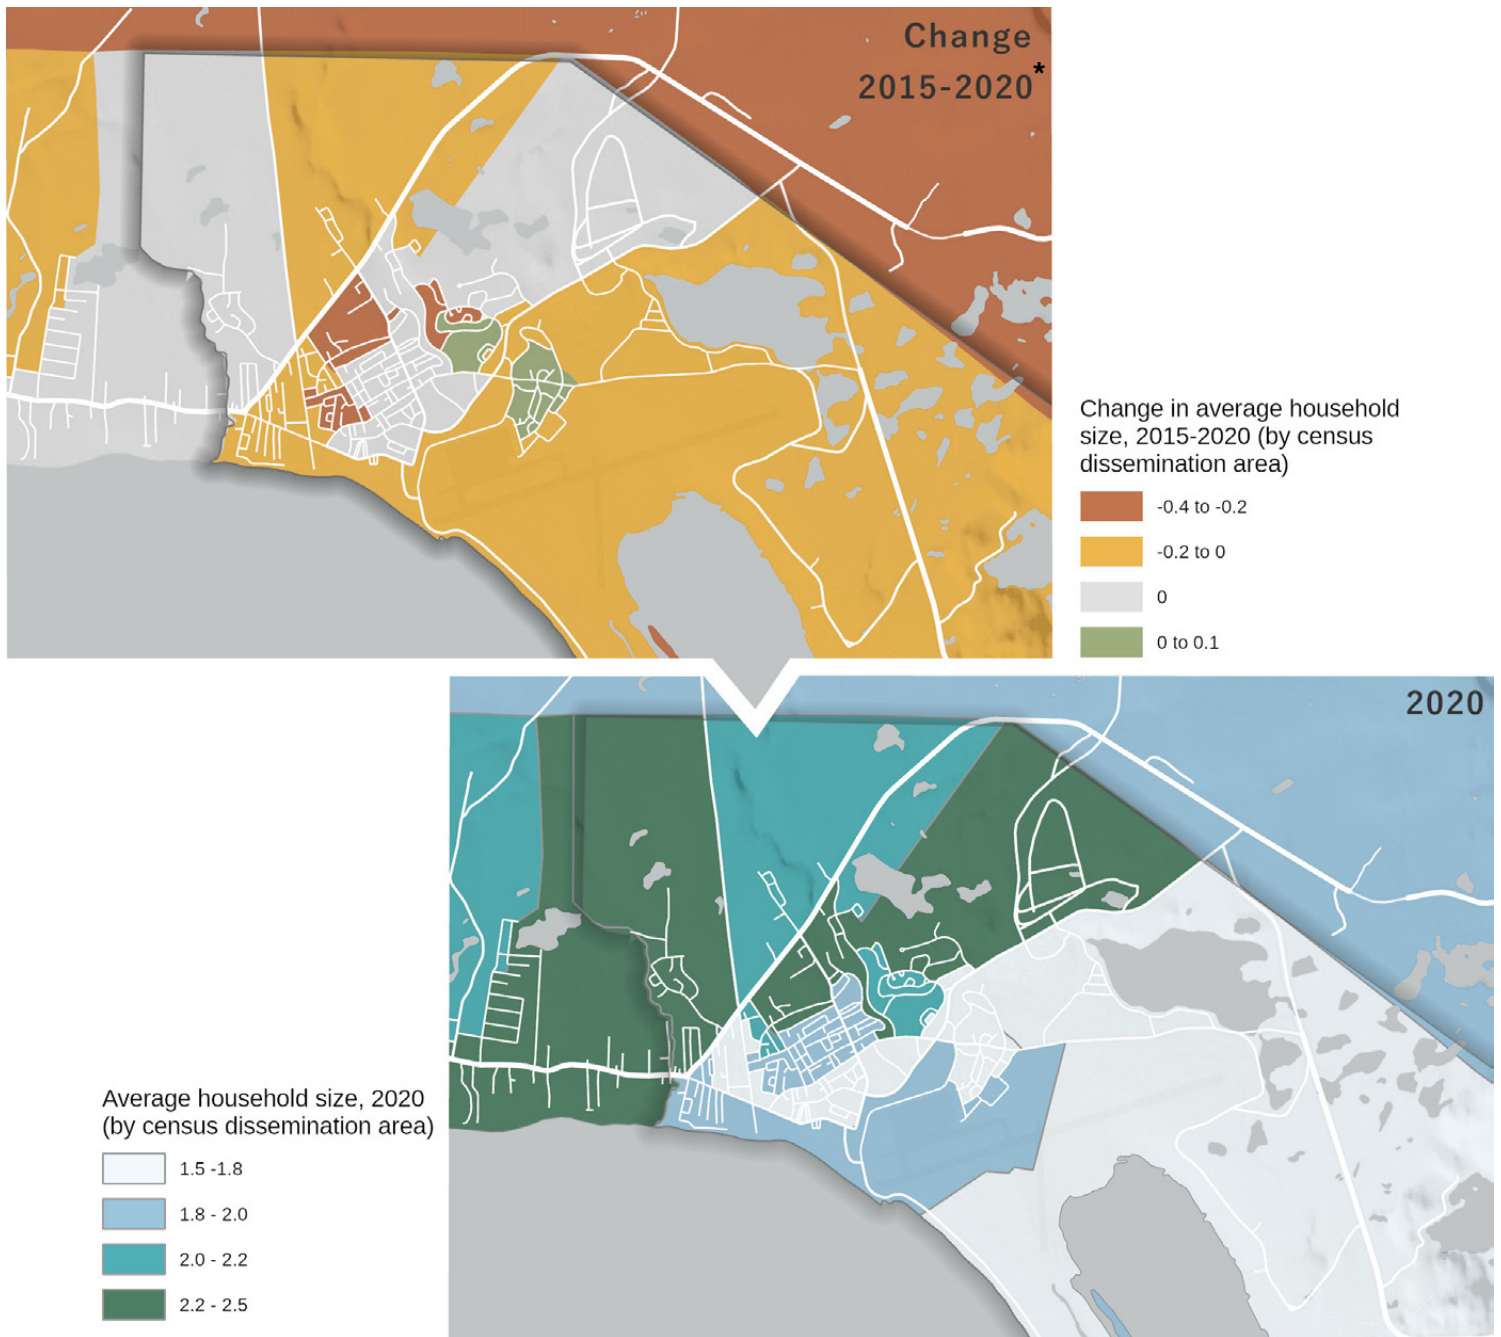 Change
2015-2020*
Change in average household
size, 2015-2020 (by census
dissemination area)
-0.4 to -0.2
-0.2 to 0
0
0 to 0.1
2020
Average household size, 2020
(by census dissemination area)
1.5 -1.8
1.8 - 2.0
2.0 - 2.2
2.2 - 2.5